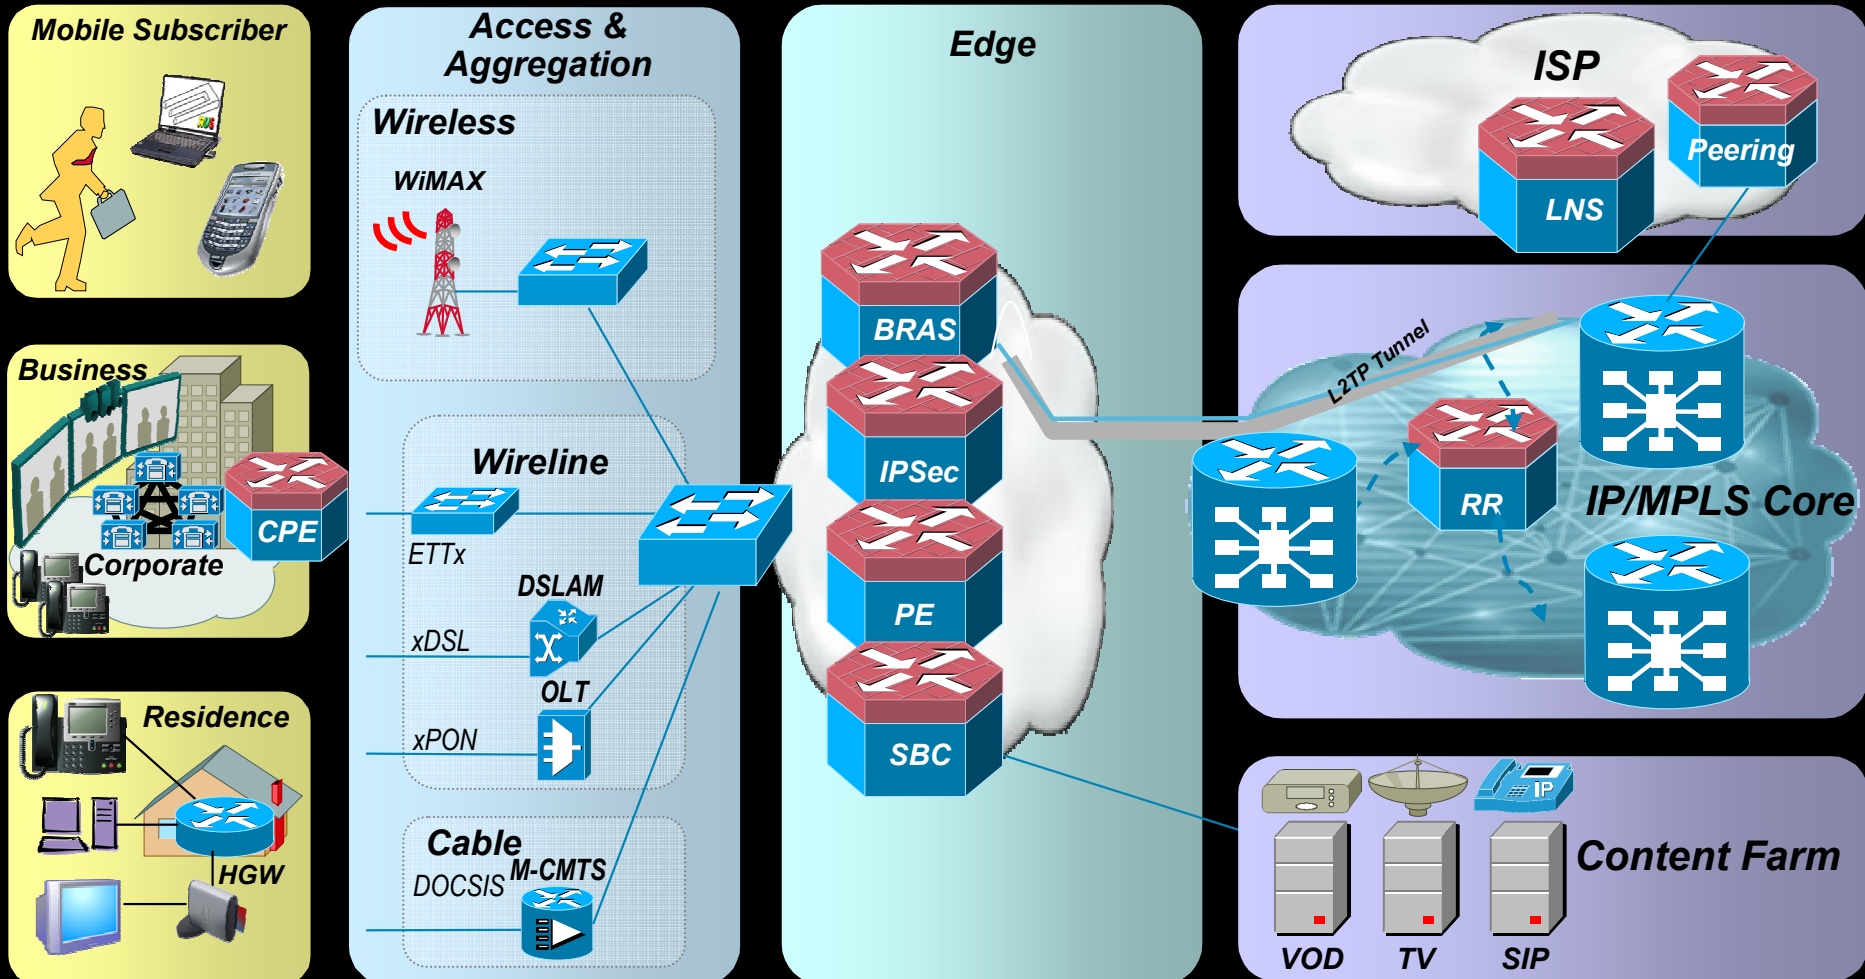 Mobile Subscriber
Business
Corporate
CPE
Residence
HGW
Access &
Aggregation
Wireless
WiMAX
Wireline
ETTx
DSLAM
xDSL
OLT
xPON
Cable
M-CMTS
DOCSIS
Edge
BRAS
IPSec
PE
SBC
ISP
Peering
LNS
L2TP Tunnel
RR
IP/MPLS Core
IP
Content Farm
VOD
TV
SIP